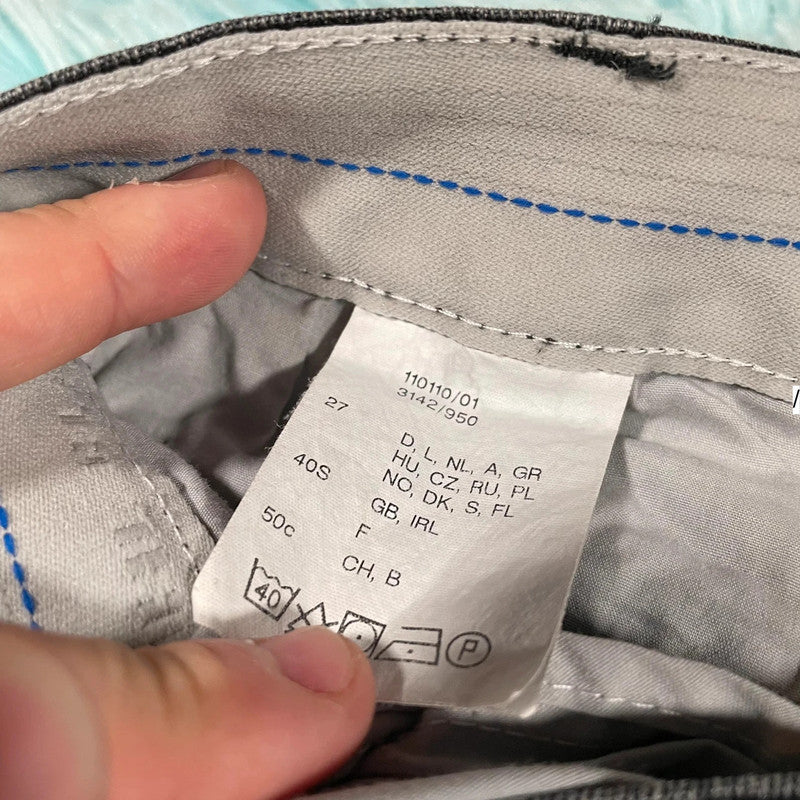 110110/01
3142/950
27 D, L, NL, A, GR
HU, CZ, RU, PL
NO, DK, S, FL
40S GB, IRL
50c F
CH, B
40 P